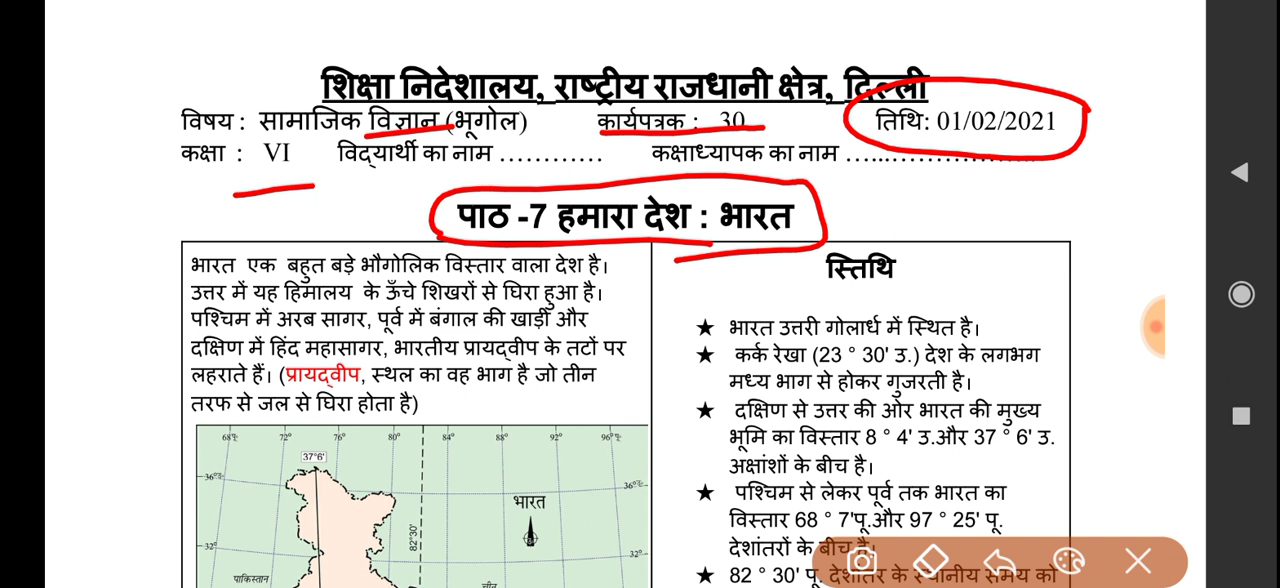 शिक्षा निदेशालय, राष्ट्रीय राजधानी क्षेत्र, दिल्ली
विषय : सामाजिक विज्ञान (भूगोल) कार्यपत्रक : 30 तिथि: 01/02/2021
कक्षा : VI विद्यार्थी का नाम ............ कक्षाध्यापक का नाम ........................
पाठ -7 हमारा देश : भारत
भारत एक बहुत बड़े भौगोलिक विस्तार वाला देश है।
उत्तर में यह हिमालय के ऊँचे शिखरों से घिरा हुआ है।
पश्चिम में अरब सागर, पूर्व में बंगाल की खाड़ी और
दक्षिण में हिंद महासागर, भारतीय प्रायद्वीप के तटों पर
लहराते हैं। (प्रायद्वीप, स्थल का वह भाग है जो तीन
तरफ से जल से घिरा होता है)
68°पू. 72° 76° 80° 84° 88° 92° 96°पू.
37°6'
36°उ. 36°उ.
भारत
82°30'
32° 32°
पाकिस्तान चीन
स्तिथि
★ भारत उत्तरी गोलार्ध में स्थित है।
★ कर्क रेखा (23 ° 30' उ.) देश के लगभग
मध्य भाग से होकर गुजरती है।
★ दक्षिण से उत्तर की ओर भारत की मुख्य
भूमि का विस्तार 8 ° 4' उ.और 37 ° 6' उ.
अक्षांशों के बीच है।
★ पश्चिम से लेकर पूर्व तक भारत का
विस्तार 68 ° 7'पू.और 97 ° 25' पू.
देशांतरों के बीच है।
★ 82 ° 30' पू. देशांतर के स्थानीय समय को